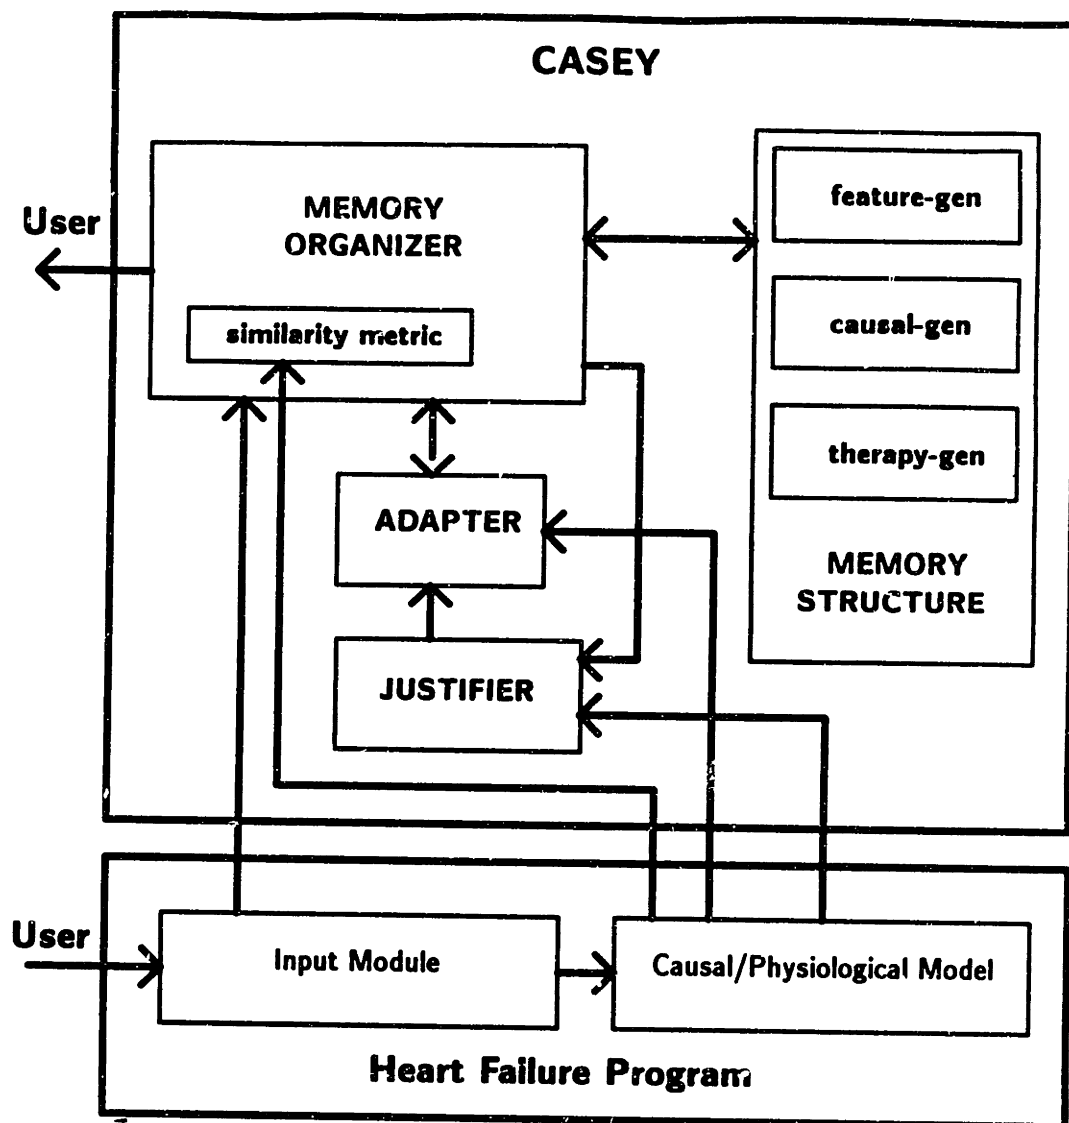 CASEY
User
MEMORY
ORGANIZER
similarity metric
feature-gen
causal-gen
therapy-gen
MEMORY
STRUCTURE
ADAPTER
JUSTIFIER
User
Input Module
Causal/Physiological Model
Heart Failure Program